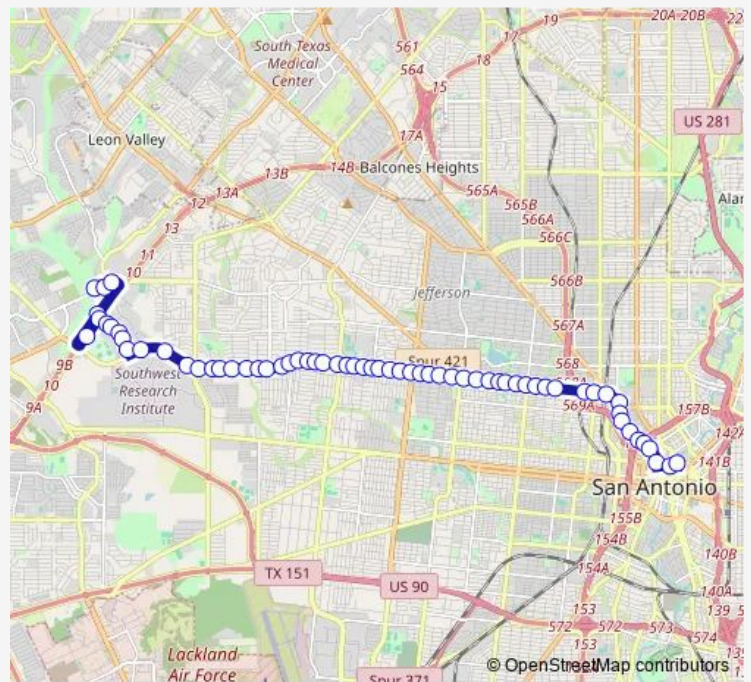 20A 20B
22
19
17
561
South Texas
Medical
Center
18
564
15
US 281
17A
Leon Valley
14B
Balcones Heights
13B
13A
12
565A
565B
Alar
566A
13
566C
11
10
566B
Jefferson
567A
Spur 421
568
9B
10
Southwest
Research
Institute
569A
9A
157B
142A
141B
San Antonio
155B
154B
140B
TX 151
154A
US 90
140A
153
139
572
572
573
574
153
Lackland
Air Force
Spur 371
© OpenStreetMap contributors